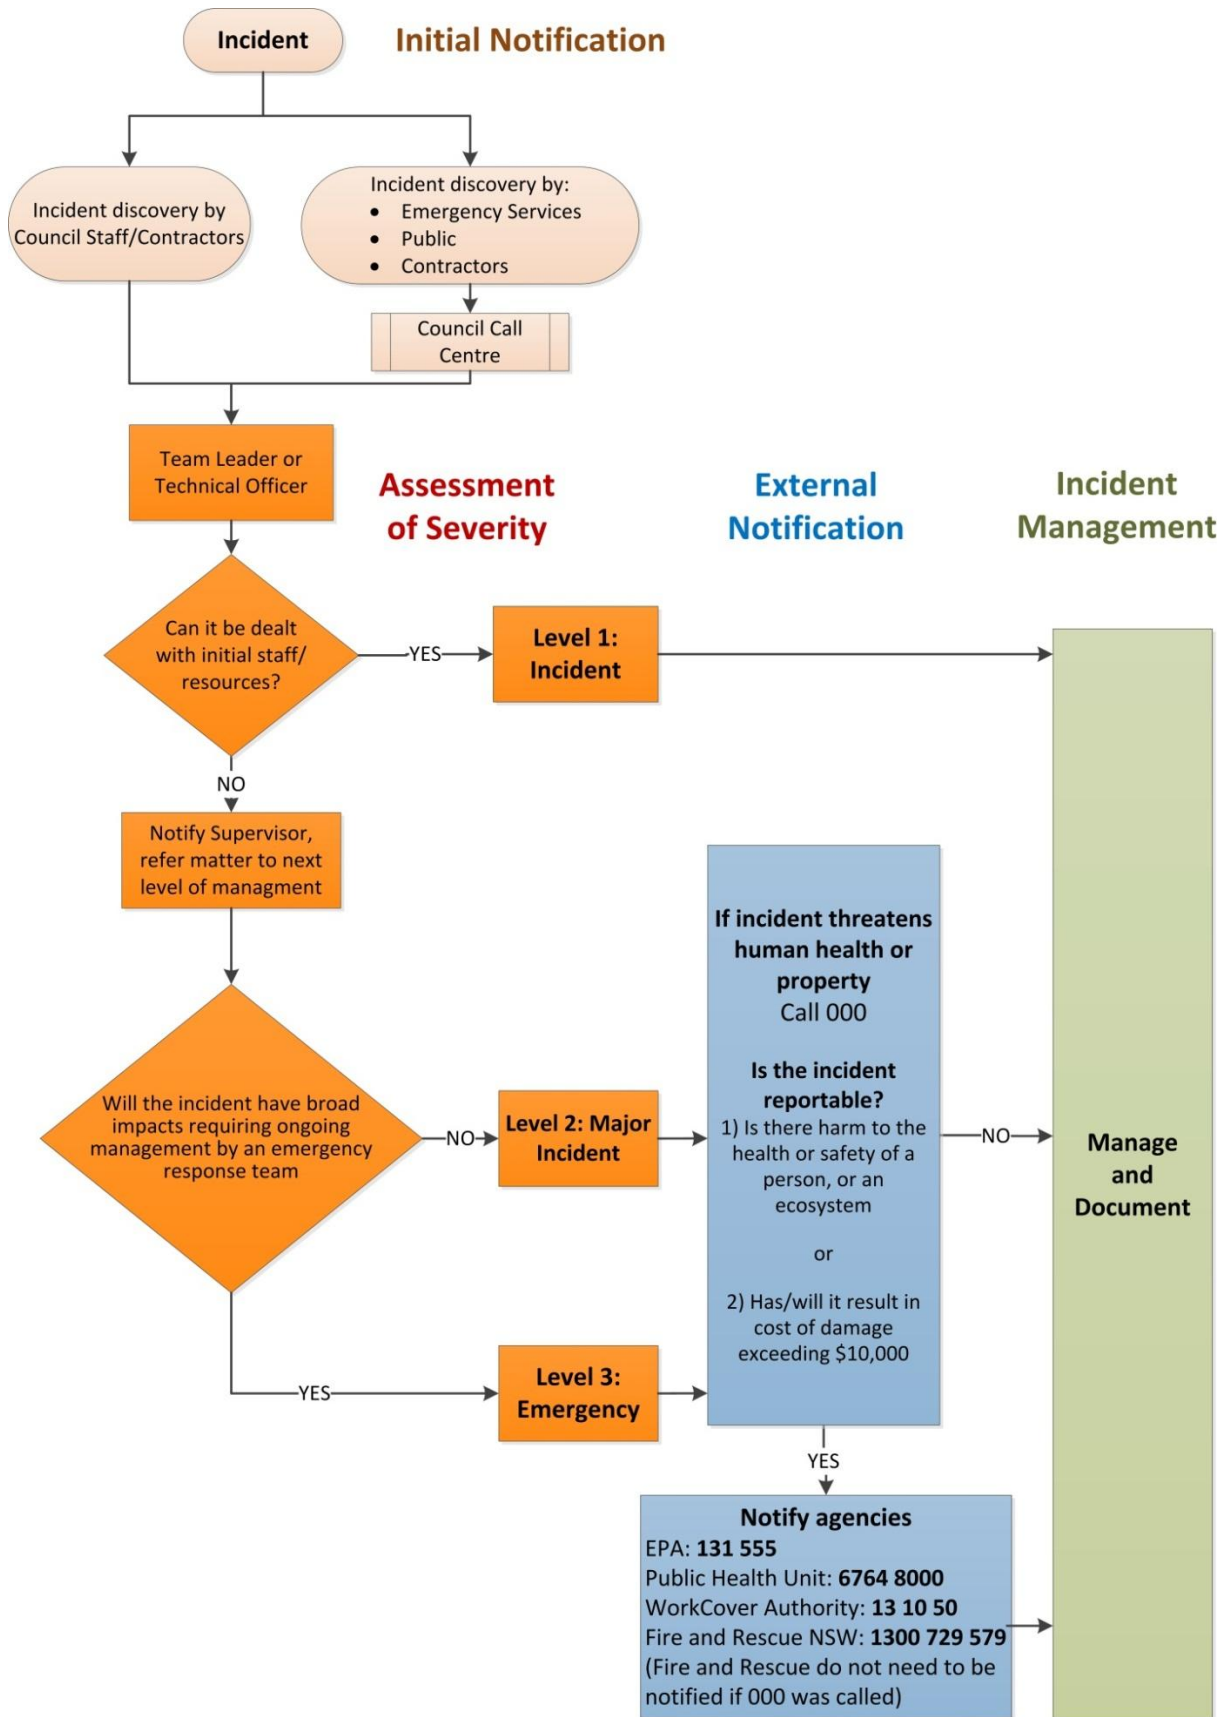 Incident
Initial Notification
Incident discovery by
Council Staff/Contractors
Incident discovery by:
• Emergency Services
• Public
• Contractors
Council Call
Centre
Team Leader or
Technical Officer
Assessment
of Severity
External
Notification
Incident
Management
Can it be dealt
with initial staff/
resources?
YES
Level 1:
Incident
NO
Notify Supervisor,
refer matter to next
level of managment
Will the incident have broad
impacts requiring ongoing
management by an emergency
response team
NO
Level 2: Major
Incident
YES
Level 3:
Emergency
If incident threatens
human health or
property
Call 000
Is the incident
reportable?
1) Is there harm to the
health or safety of a
person, or an
ecosystem
or
2) Has/will it result in
cost of damage
exceeding $10,000
NO
YES
Notify agencies
EPA: 131 555
Public Health Unit: 6764 8000
WorkCover Authority: 13 10 50
Fire and Rescue NSW: 1300 729 579
(Fire and Rescue do not need to be
notified if 000 was called)
Manage
and
Document